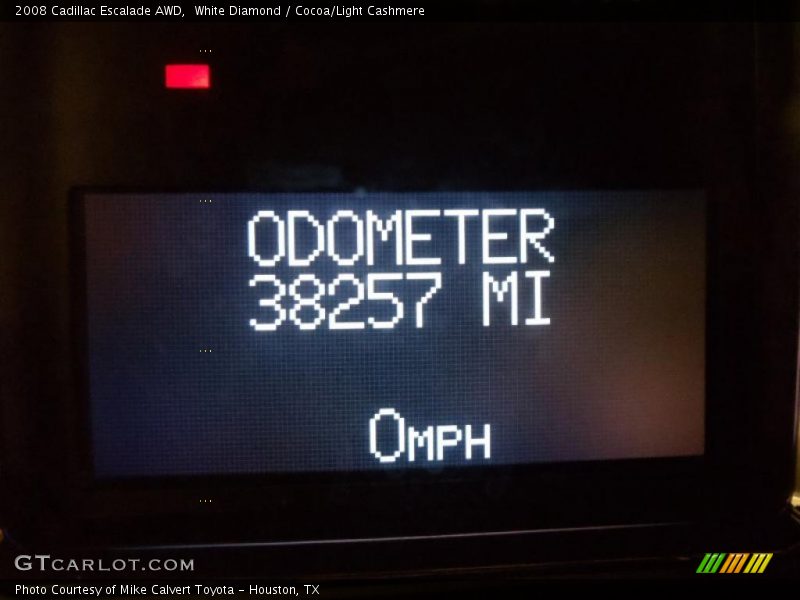 2008 Cadillac Escalade AWD,  White Diamond / Cocoa/Light Cashmere
...
...
ODOMETER
38257 MI
...
0MPH
...
GTCARLOT.COM
Photo Courtesy of Mike Calvert Toyota - Houston, TX